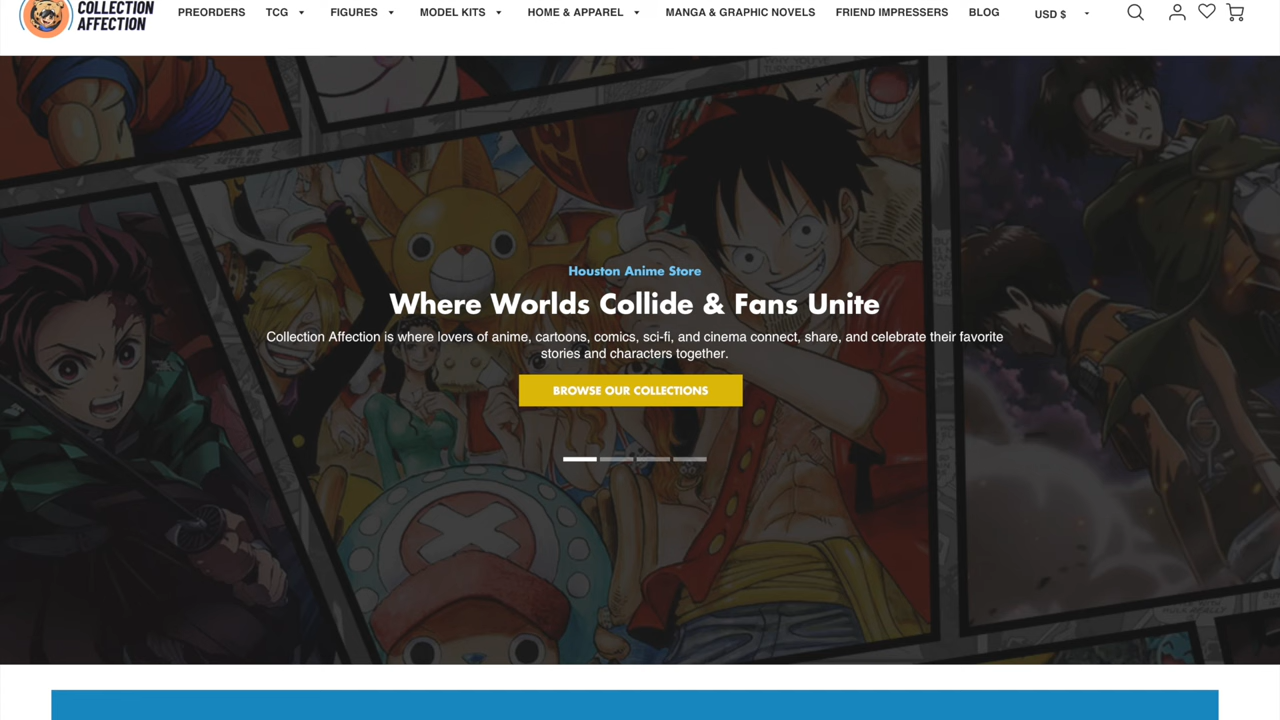 COLLECTION
AFFECTION
PREORDERS TCG FIGURES MODEL KITS HOME & APPAREL MANGA & GRAPHIC NOVELS FRIEND IMPRESSERS BLOG USD $
Houston Anime Store
Where Worlds Collide & Fans Unite
Collection Affection is where lovers of anime, cartoons, comics, sci-fi, and cinema connect, share, and celebrate their favorite
stories and characters together.
BROWSE OUR COLLECTIONS